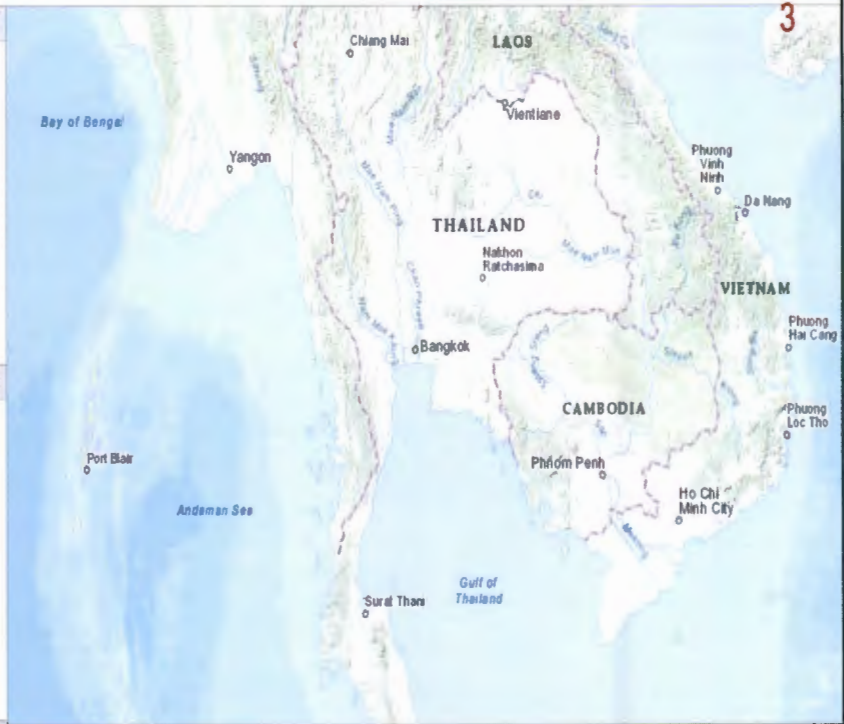 3
Chiang Mai
LAOS
Bay of Bengal
Vientiane
Yangon
Phuong
Vinh
Ninh
Da Nang
THAILAND
Chi
Nakhon
Ratchasima
VIETNAM
Phuong
Hai Cang
Bangkok
CAMBODIA
Phuong
Loc Tho
Port Blair
Phnom Penh
Ho Chi
Minh City
Andaman Sea
Gulf of
Thailand
Surat Thani